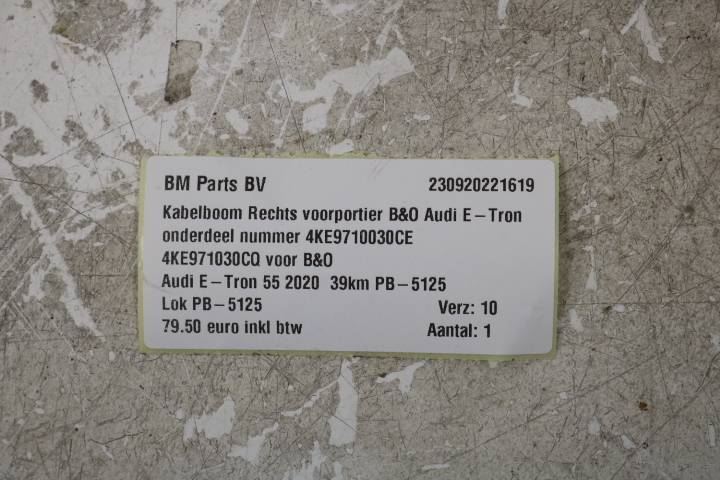 BM Parts BV 230920221619
Kabelboom Rechts voorportier B&O Audi E-Tron
onderdeel nummer 4KE9710030CE
4KE971030CQ voor B&O
Audi E-Tron 55 2020 39km PB-5125
Lok PB-5125 Verz: 10
79.50 euro inkl btw Aantal: 1